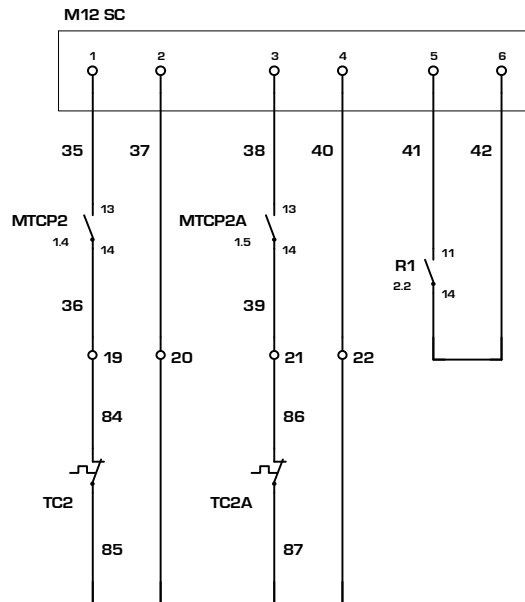 M12 SC
1 2 3 4 5 6
35 37 38 40 41 42
13 13
MTCP2 MTCP2A
1.4 14 1.5 14
11
R1
2.2 14
36 39
19 20 21 22
84 86
TC2 TC2A
85 87